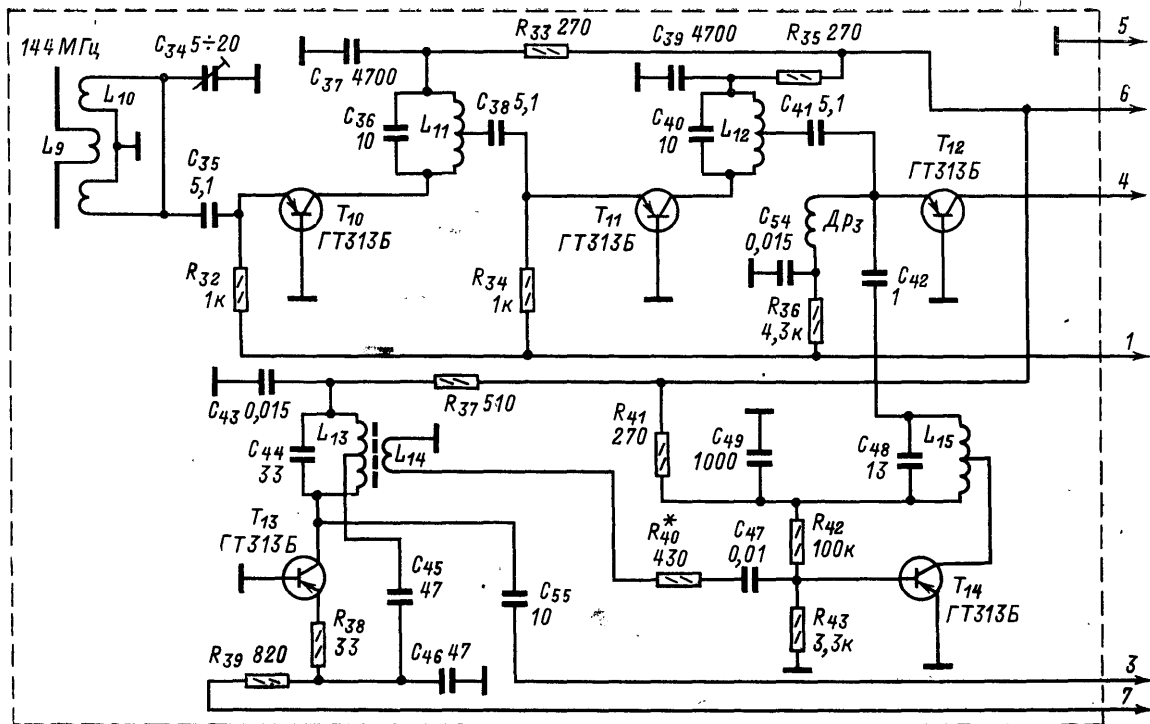 144 МГц
C34 5÷20
L10
L9
C35
5,1
C37 4700
R33 270
C39 4700
R35 270
5
6
C36
10
L11
C38 5,1
C40
10
L12
C41 5,1
T12
ГТ313Б
4
T10
ГТ313Б
T11
ГТ313Б
C54
0,015
ДР3
R32
1к
R34
1к
R36
4,3к
C42
1
1
C43 0,015
R37 510
R41
270
C49
1000
C44
33
L13
L14
C48
13
L15
T13
ГТ313Б
R40*
430
C47
0,01
R42
100к
C45
47
T14
ГТ313Б
R38
33
C55
10
R43
3,3к
R39 820
C46 47
3
7